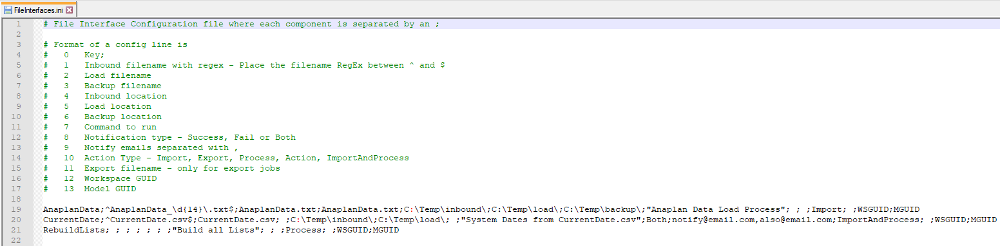 FileInterfaces.ini
1 # File Interface Configuration file where each component is separated by an ;
2
3 # Format of a config line is
4 # 0 Key;
5 # 1 Inbound filename with regex - Place the filename RegEx between ^ and $
6 # 2 Load filename
7 # 3 Backup filename
8 # 4 Inbound location
9 # 5 Load location
10 # 6 Backup location
11 # 7 Command to run
12 # 8 Notification type - Success, Fail or Both
13 # 9 Notify emails separated with ,
14 # 10 Action Type - Import, Export, Process, Action, ImportAndProcess
15 # 11 Export filename - only for export jobs
16 # 12 Workspace GUID
17 # 13 Model GUID
18
19 AnaplanData;^AnaplanData_\d{14}\.txt$;AnaplanData.txt;AnaplanData.txt;C:\Temp\inbound\;C:\Temp\load\;C:\Temp\backup\;"Anaplan Data Load Process"; ; ;Import; ;WSGUID;MGUID
20 CurrentDate;^CurrentDate.csv$;CurrentDate.csv; ;C:\Temp\inbound\;C:\Temp\load\; ;"System Dates from CurrentDate.csv";Both;notify@email.com,also@email.com;ImportAndProcess; ;WSGUID;MGUID
21 RebuildLists; ; ; ; ; ; ;"Build all Lists"; ; ;Process; ;WSGUID;MGUID
22